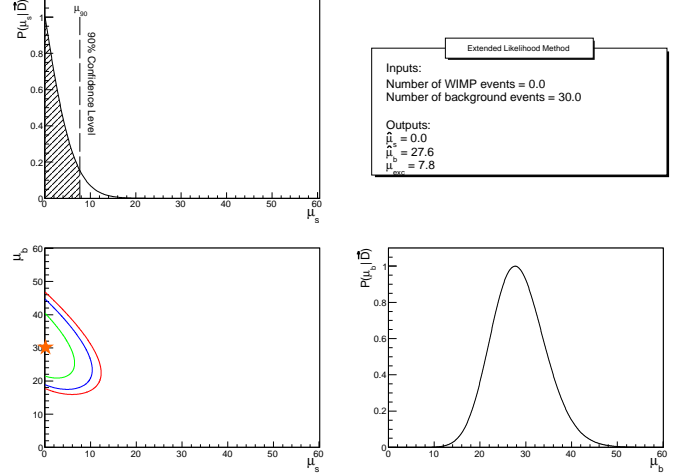 P(μs | D)
μ90
90% Confidence Level
1
0.8
0.6
0.4
0.2
0
0 10 20 30 40 50 60
μs
Extended Likelihood Method
Inputs:
Number of WIMP events = 0.0
Number of background events = 30.0
Outputs:
μ̂s = 0.0
μ̂b = 27.6
μexc = 7.8
μb
60
50
40
30
20
10
0
0 10 20 30 40 50 60
μs
P(μb | D)
1
0.8
0.6
0.4
0.2
0
0 10 20 30 40 50 60
μb